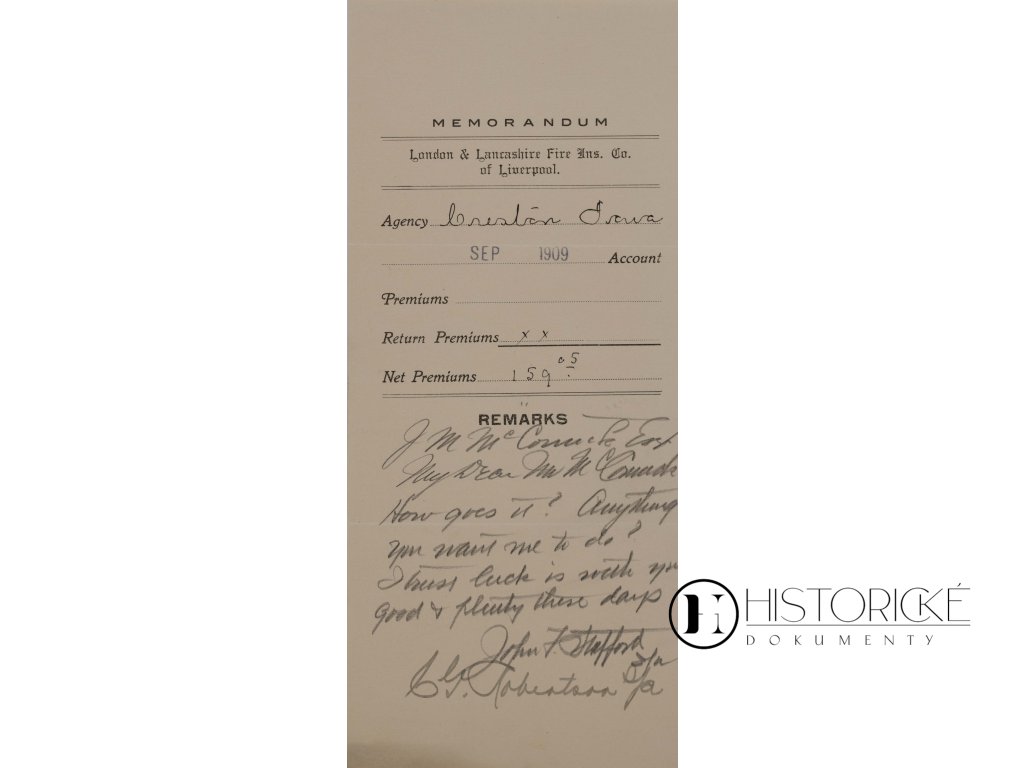 MEMORANDUM
London & Lancashire Fire Ins. Co.
of Liverpool.
Agency Creston Iowa
SEP 1909 Account
Premiums
Return Premiums x x
Net Premiums 159 05
REMARKS
J M McCormick Esq
My Dear Mr McCormick
How goes it? Anything
you want me to do?
I trust luck is with you
good & plenty these days
John F. Stafford
S/a
C.G. Robertson S/a
HISTORICKÉ
DOKUMENTY